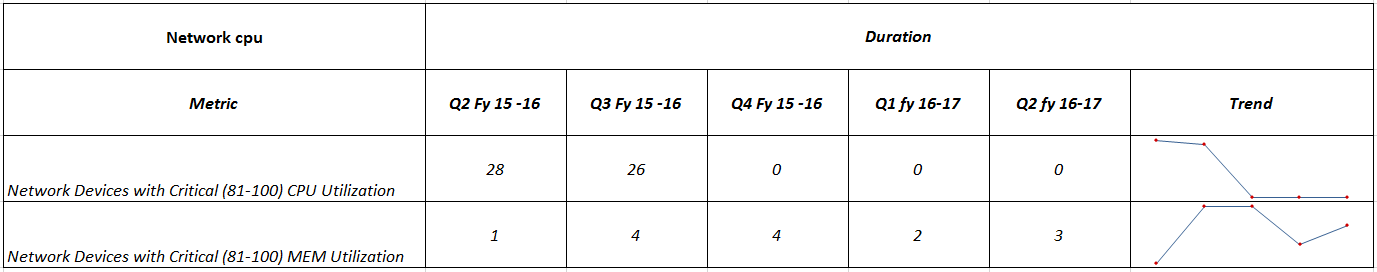 Network cpu Duration
Metric Q2 Fy 15 -16 Q3 Fy 15 -16 Q4 Fy 15 -16 Q1 fy 16-17 Q2 fy 16-17 Trend
Network Devices with Critical (81-100) CPU Utilization 28 26 0 0 0
Network Devices with Critical (81-100) MEM Utilization 1 4 4 2 3